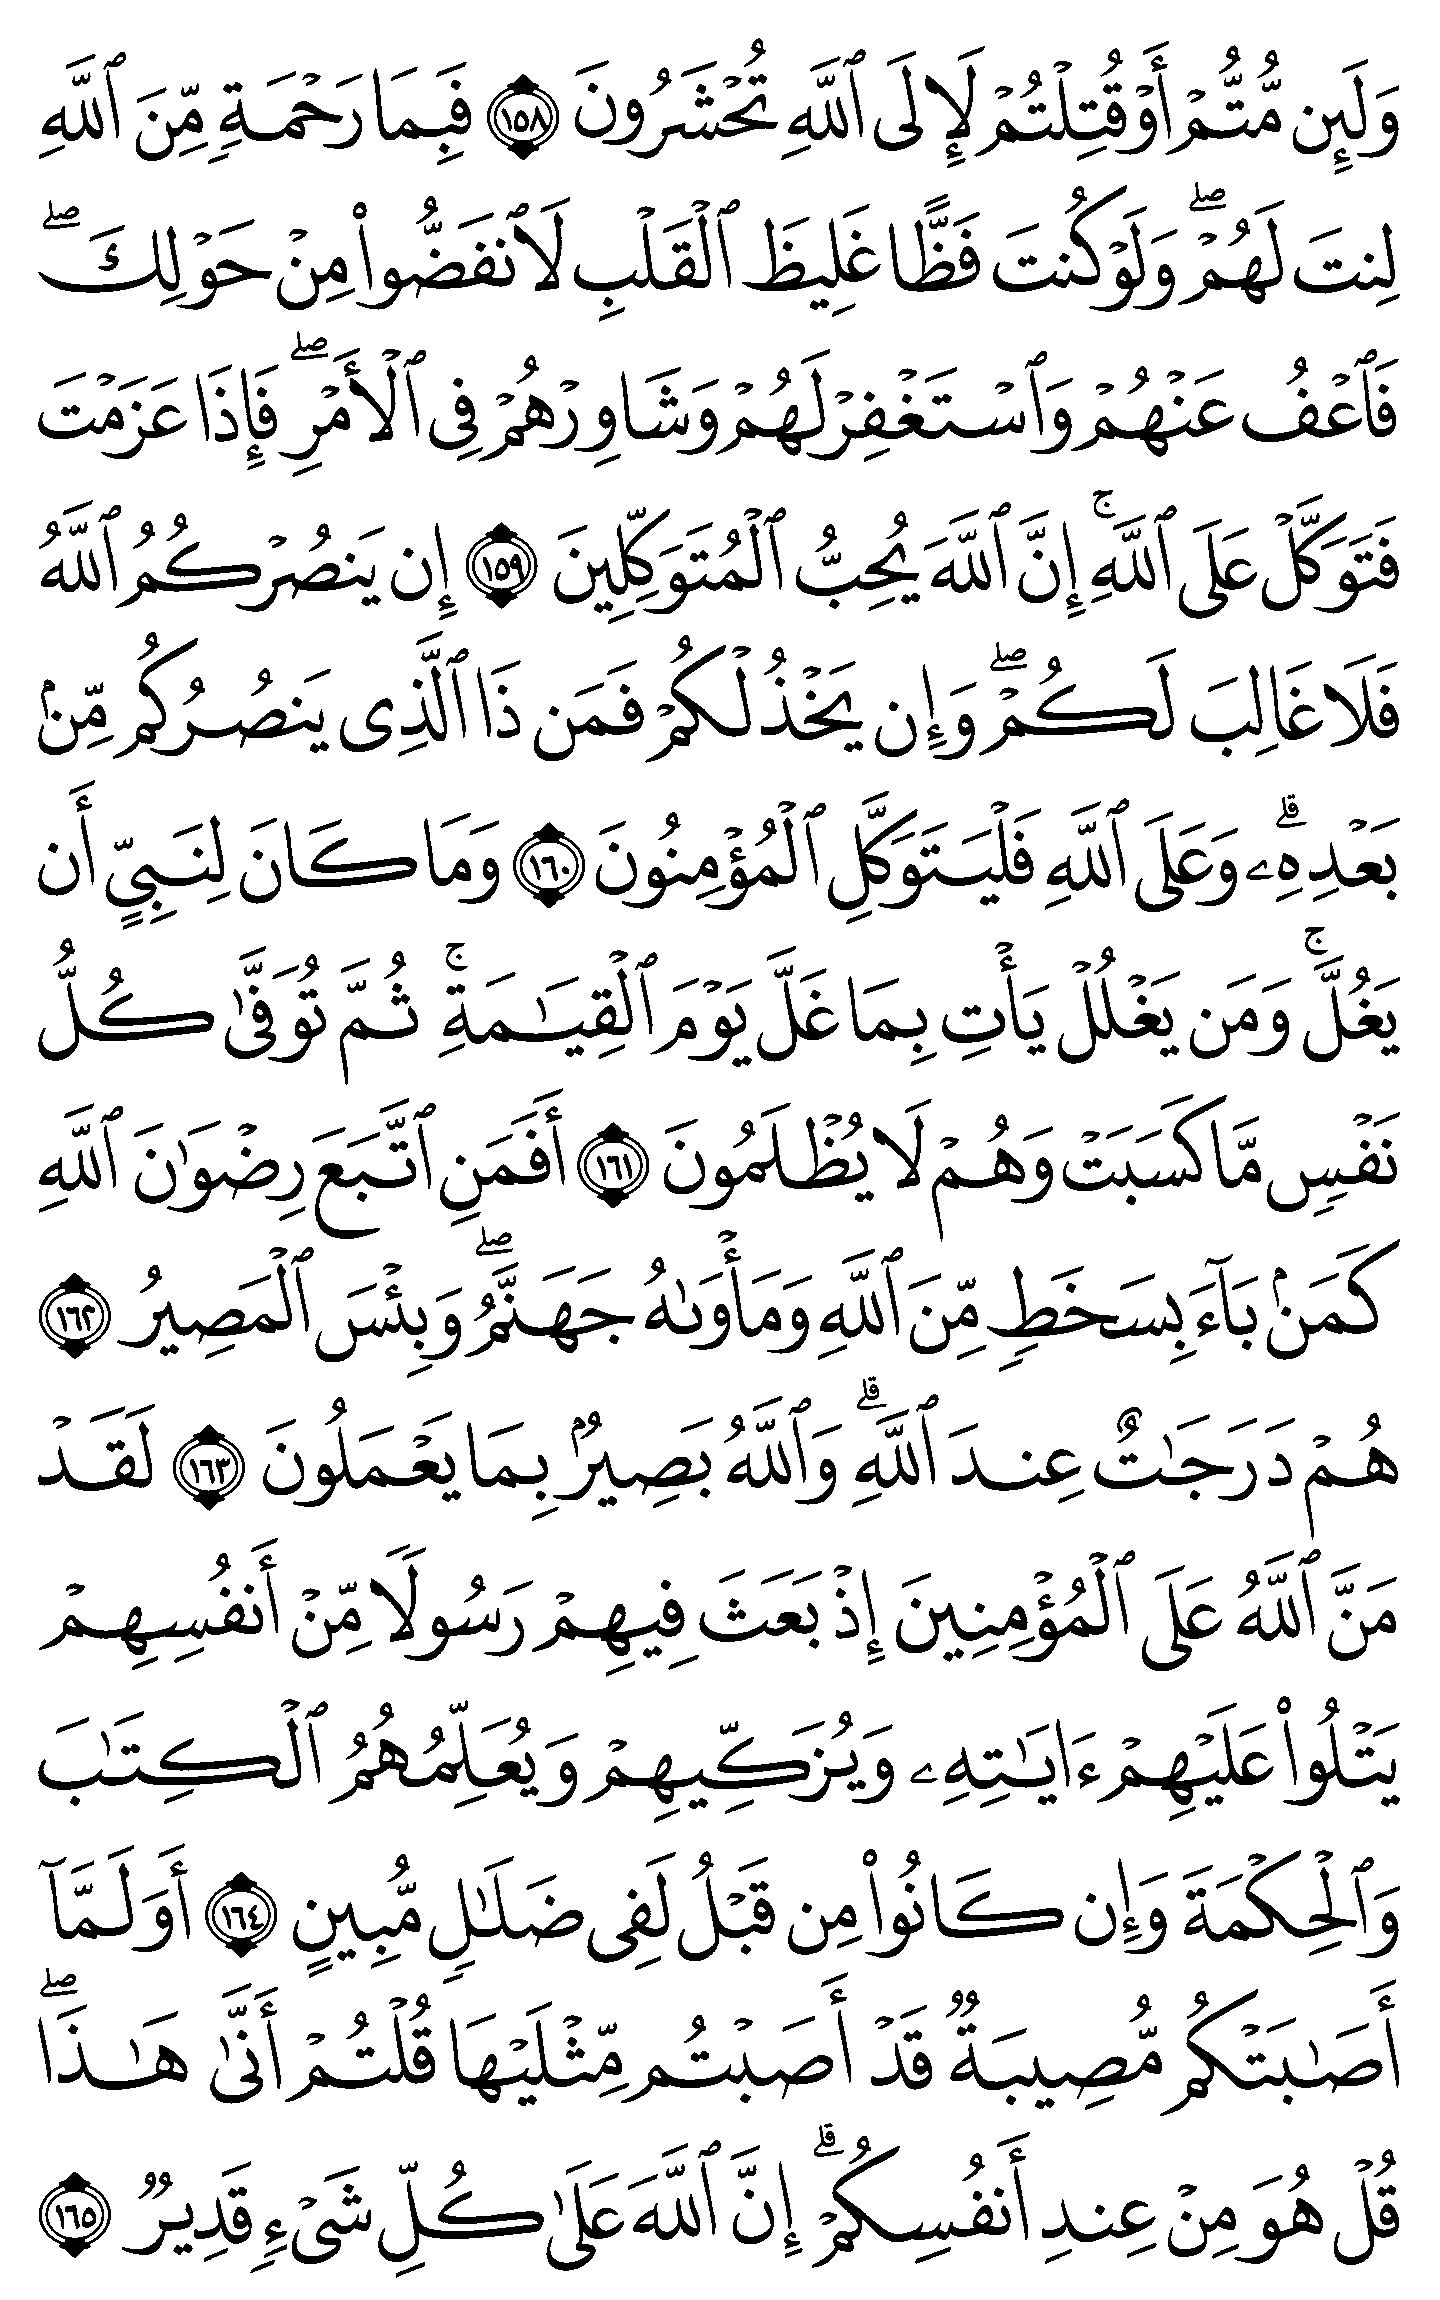 وَلَئِن مُّتُّمۡ أَوۡ قُتِلۡتُمۡ لَإِلَى ٱللَّهِ تُحۡشَرُونَ ١٥٨ فَبِمَا رَحۡمَةٖ مِّنَ ٱللَّهِ
لِنتَ لَهُمۡۖ وَلَوۡ كُنتَ فَظًّا غَلِيظَ ٱلۡقَلۡبِ لَٱنفَضُّواْ مِنۡ حَوۡلِكَۖ
فَٱعۡفُ عَنۡهُمۡ وَٱسۡتَغۡفِرۡ لَهُمۡ وَشَاوِرۡهُمۡ فِي ٱلۡأَمۡرِۖ فَإِذَا عَزَمۡتَ
فَتَوَكَّلۡ عَلَى ٱللَّهِۚ إِنَّ ٱللَّهَ يُحِبُّ ٱلۡمُتَوَكِّلِينَ ١٥٩ إِن يَنصُرۡكُمُ ٱللَّهُ
فَلَا غَالِبَ لَكُمۡۖ وَإِن يَخۡذُلۡكُمۡ فَمَن ذَا ٱلَّذِي يَنصُرُكُم مِّنۢ
بَعۡدِهِۦۗ وَعَلَى ٱللَّهِ فَلۡيَتَوَكَّلِ ٱلۡمُؤۡمِنُونَ ١٦٠ وَمَا كَانَ لِنَبِيٍّ أَن
يَغُلَّۚ وَمَن يَغۡلُلۡ يَأۡتِ بِمَا غَلَّ يَوۡمَ ٱلۡقِيَٰمَةِۚ ثُمَّ تُوَفَّىٰ كُلُّ
نَفۡسٖ مَّا كَسَبَتۡ وَهُمۡ لَا يُظۡلَمُونَ ١٦١ أَفَمَنِ ٱتَّبَعَ رِضۡوَٰنَ ٱللَّهِ
كَمَنۢ بَآءَ بِسَخَطٖ مِّنَ ٱللَّهِ وَمَأۡوَىٰهُ جَهَنَّمُۖ وَبِئۡسَ ٱلۡمَصِيرُ ١٦٢
هُمۡ دَرَجَٰتٌ عِندَ ٱللَّهِۗ وَٱللَّهُ بَصِيرُۢ بِمَا يَعۡمَلُونَ ١٦٣ لَقَدۡ
مَنَّ ٱللَّهُ عَلَى ٱلۡمُؤۡمِنِينَ إِذۡ بَعَثَ فِيهِمۡ رَسُولٗا مِّنۡ أَنفُسِهِمۡ
يَتۡلُواْ عَلَيۡهِمۡ ءَايَٰتِهِۦ وَيُزَكِّيهِمۡ وَيُعَلِّمُهُمُ ٱلۡكِتَٰبَ
وَٱلۡحِكۡمَةَ وَإِن كَانُواْ مِن قَبۡلُ لَفِي ضَلَٰلٖ مُّبِينٍ ١٦٤ أَوَلَمَّآ
أَصَٰبَتۡكُم مُّصِيبَةٞ قَدۡ أَصَبۡتُم مِّثۡلَيۡهَا قُلۡتُمۡ أَنَّىٰ هَٰذَاۖ
قُلۡ هُوَ مِنۡ عِندِ أَنفُسِكُمۡۗ إِنَّ ٱللَّهَ عَلَىٰ كُلِّ شَيۡءٖ قَدِيرٞ ١٦٥